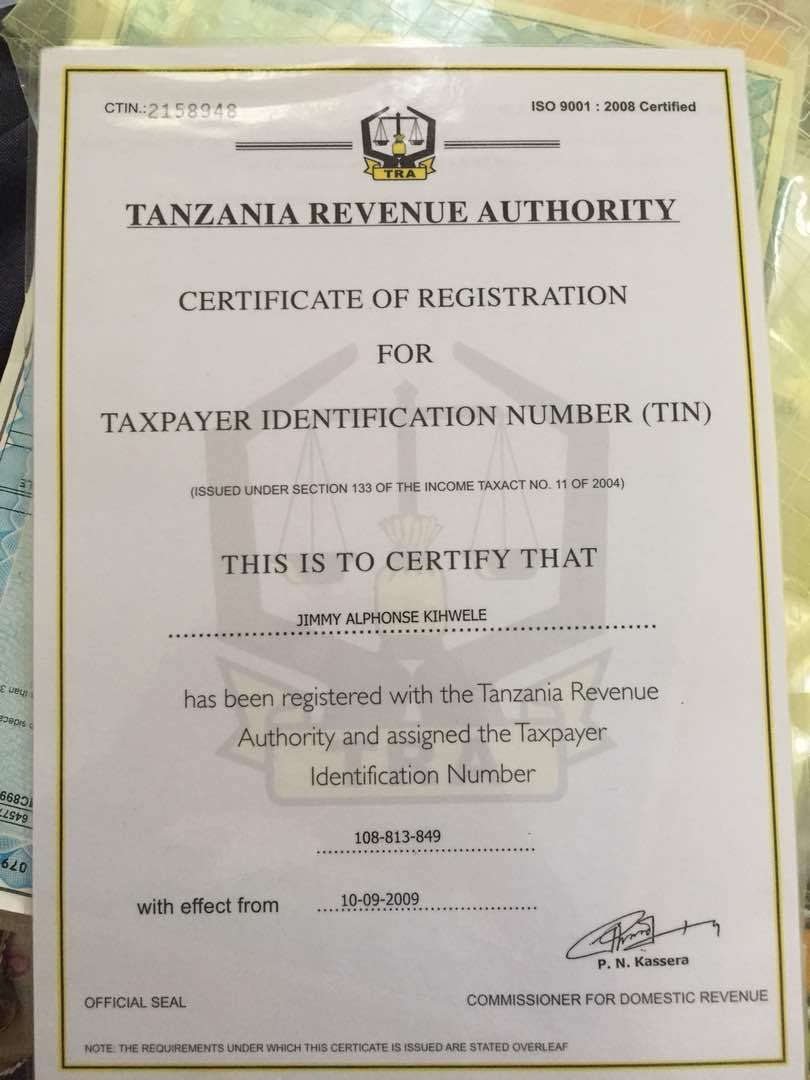 CTIN.:2158948
ISO 9001 : 2008 Certified
TRA
TANZANIA REVENUE AUTHORITY
CERTIFICATE OF REGISTRATION
FOR
TAXPAYER IDENTIFICATION NUMBER (TIN)
(ISSUED UNDER SECTION 133 OF THE INCOME TAXACT NO. 11 OF 2004)
THIS IS TO CERTIFY THAT
JIMMY ALPHONSE KIHWELE
has been registered with the Tanzania Revenue
Authority and assigned the Taxpayer
Identification Number
108-813-849
with effect from 10-09-2009
P. N. Kassera
OFFICIAL SEAL
COMMISSIONER FOR DOMESTIC REVENUE
NOTE: THE REQUIREMENTS UNDER WHICH THIS CERTICATE IS ISSUED ARE STATED OVERLEAF